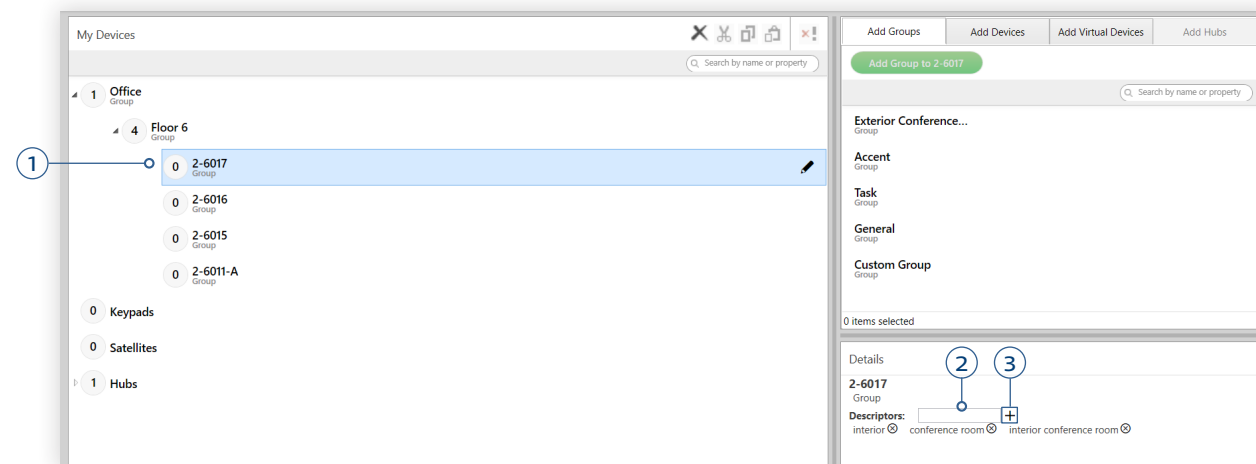 My Devices
Search by name or property
1 Office
Group
4 Floor 6
Group
1
0 2-6017
Group
0 2-6016
Group
0 2-6015
Group
0 2-6011-A
Group
0 Keypads
0 Satellites
1 Hubs
Add Groups Add Devices Add Virtual Devices Add Hubs
Add Group to 2-6017
Search by name or property
Exterior Conference...
Group
Accent
Group
Task
Group
General
Group
Custom Group
Group
0 items selected
Details
2 3
2-6017
Group
Descriptors:
interior conference room interior conference room